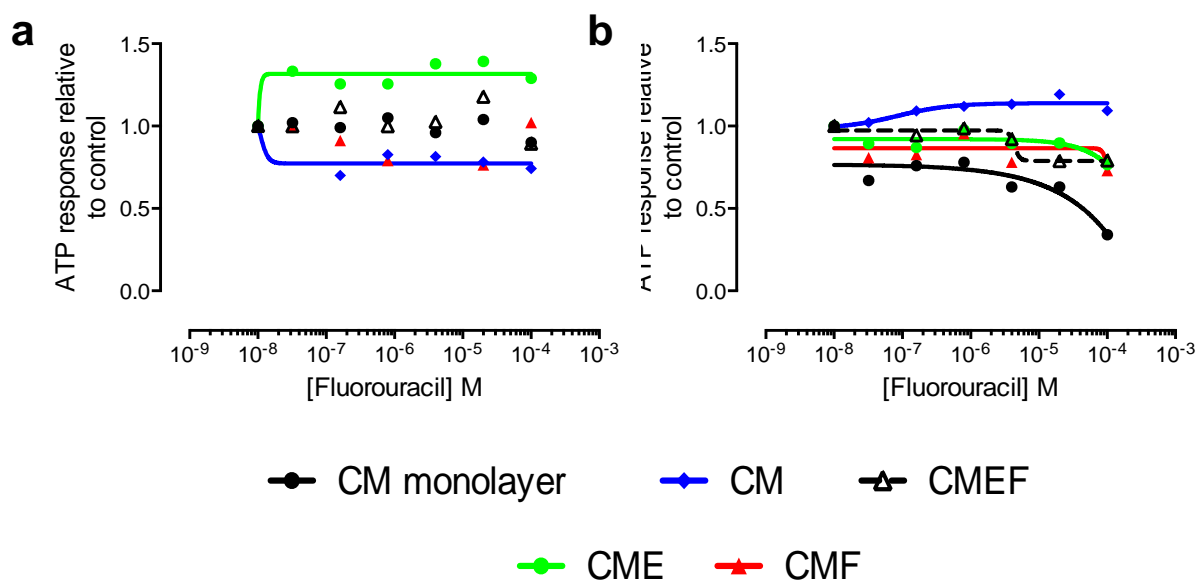 a
ATP response relative
to control
1.5
1.0
0.5
0.0
10-9 10-8 10-7 10-6 10-5 10-4 10-3
[Fluorouracil] M
b
ATP response relative
to control
1.5
1.0
0.5
0.0
10-9 10-8 10-7 10-6 10-5 10-4 10-3
[Fluorouracil] M
CM monolayer CM CMEF
CME CMF